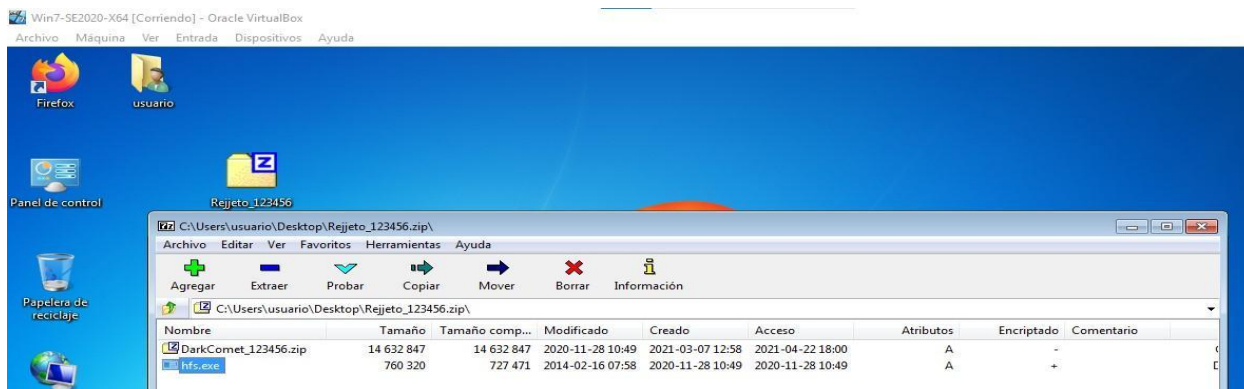 Win7-SE2020-X64 [Corriendo] - Oracle VirtualBox
Archivo Máquina Ver Entrada Dispositivos Ayuda
Firefox
usuario
Panel de control
Rejjeto_123456
Papelera de
reciclaje
C:\Users\usuario\Desktop\Rejjeto_123456.zip\
Archivo Editar Ver Favoritos Herramientas Ayuda
Agregar Extraer Probar Copiar Mover Borrar Información
C:\Users\usuario\Desktop\Rejjeto_123456.zip\
Nombre Tamaño Tamaño comp... Modificado Creado Acceso Atributos Encriptado Comentario
DarkComet_123456.zip 14 632 847 14 632 847 2020-11-28 10:49 2021-03-07 12:58 2021-04-22 18:00 A -
hfs.exe 760 320 727 471 2014-02-16 07:58 2020-11-28 10:49 2020-11-28 10:49 A +